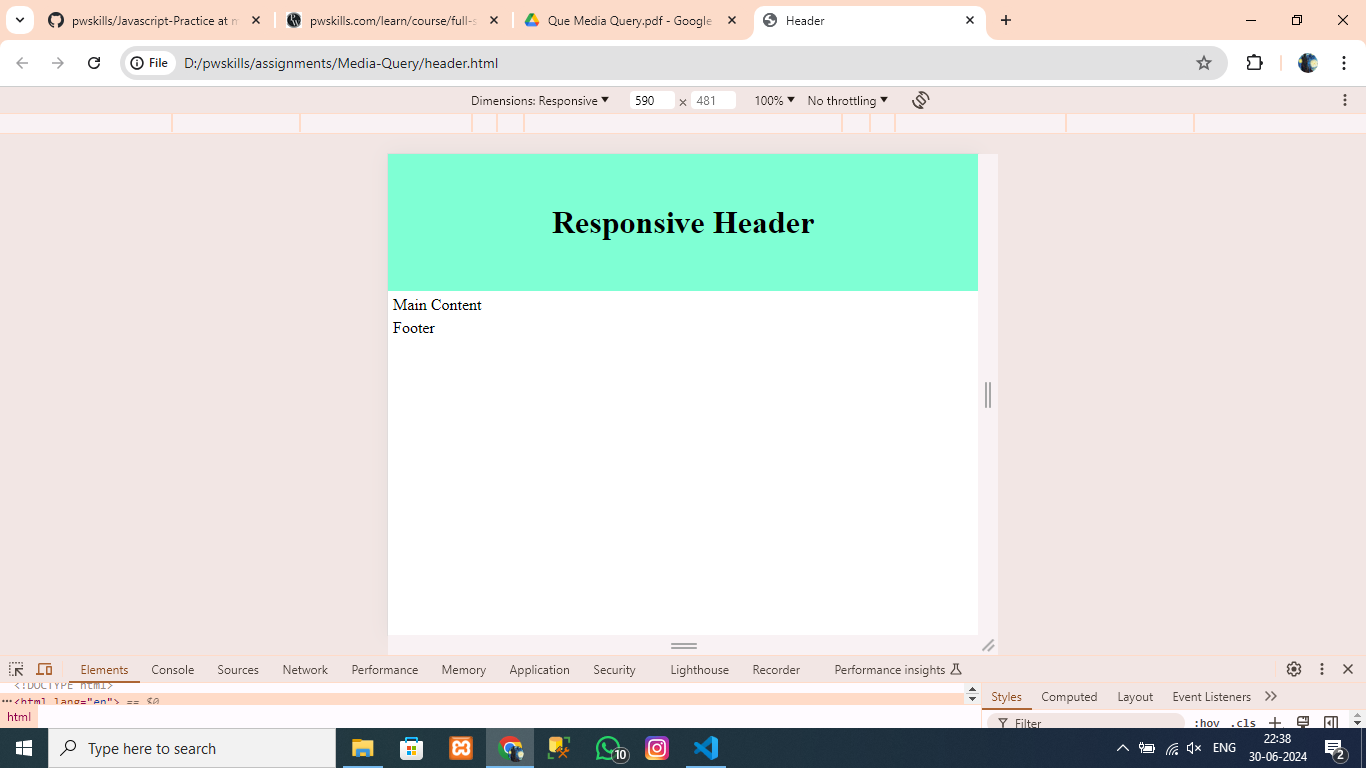 pwskills/Javascript-Practice at m
pwskills.com/learn/course/full-s
Que Media Query.pdf - Google
Header
File D:/pwskills/assignments/Media-Query/header.html
Dimensions: Responsive 590 × 481 100% No throttling
Responsive Header
Main Content
Footer
Elements Console Sources Network Performance Memory Application Security Lighthouse Recorder Performance insights
<!DOCTYPE html>
<html lang="en"> == $0
html
Styles Computed Layout Event Listeners
Filter :hov .cls
Type here to search
10
ENG
22:38
30-06-2024
2